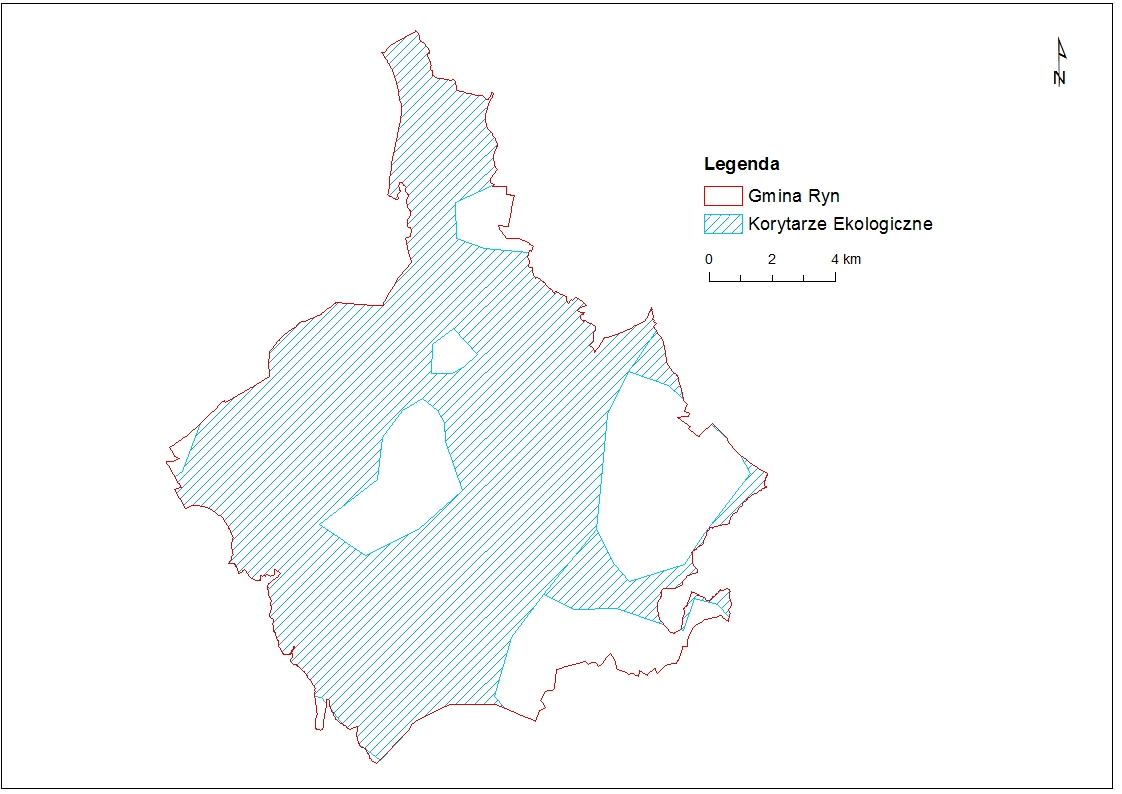 N
Legenda
Gmina Ryn
Korytarze Ekologiczne
0 2 4 km